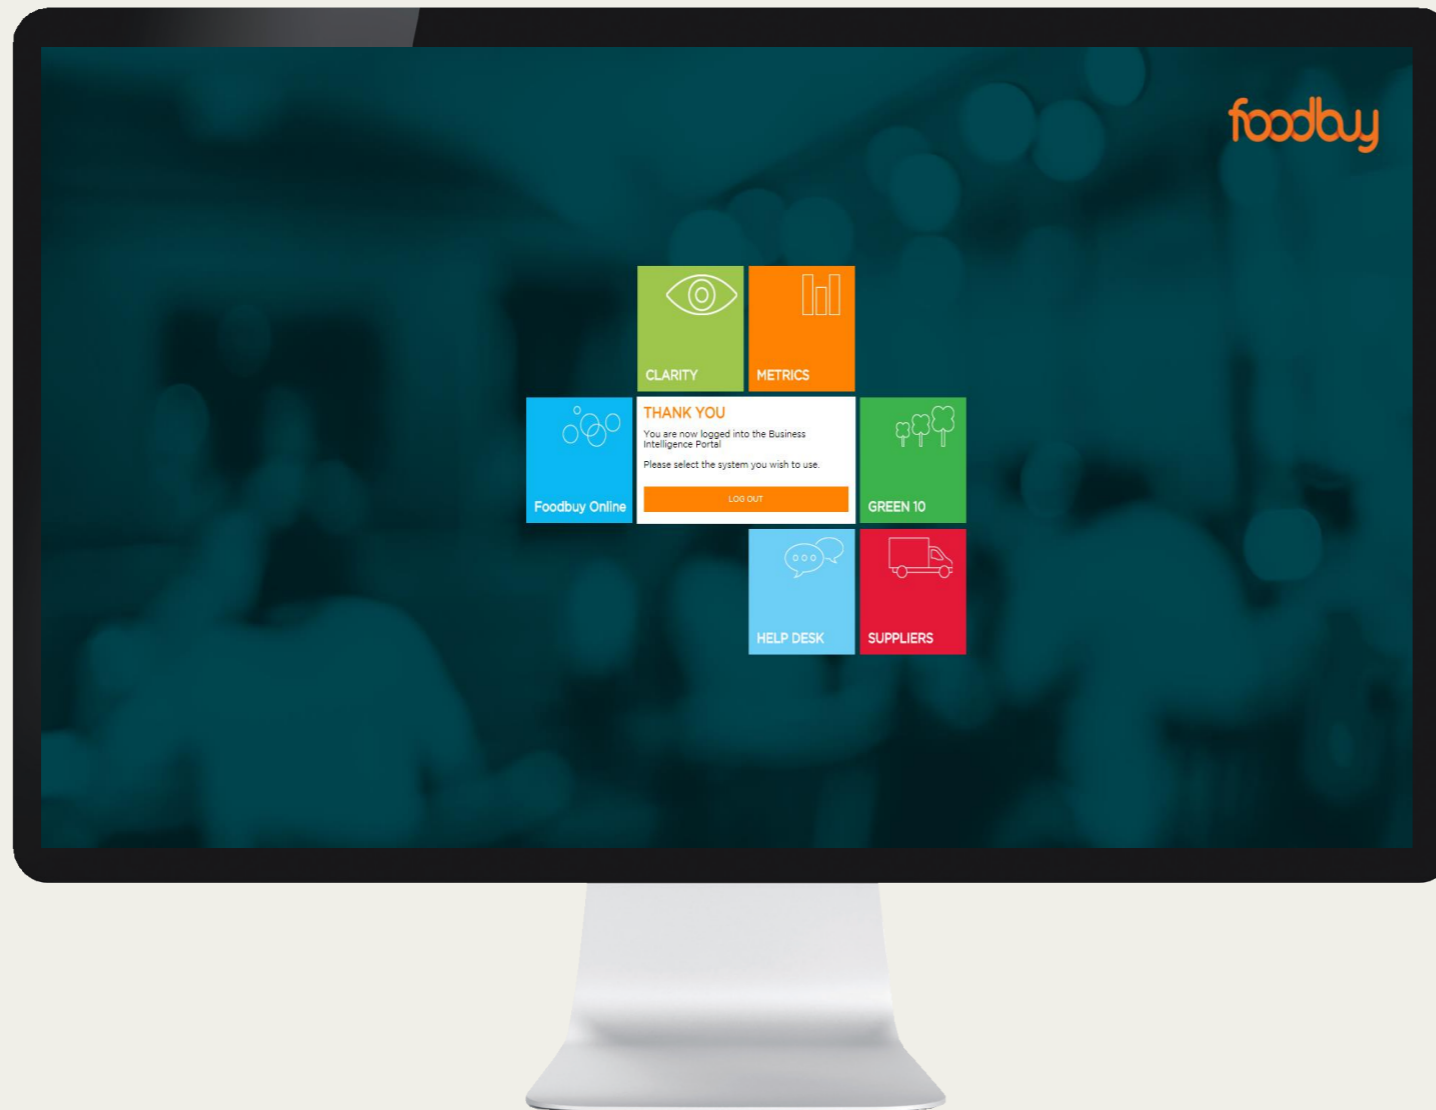 foodbuy
CLARITY
METRICS
Foodbuy Online
THANK YOU
You are now logged into the Business
Intelligence Portal
Please select the system you wish to use.
LOG OUT
GREEN 10
HELP DESK
SUPPLIERS